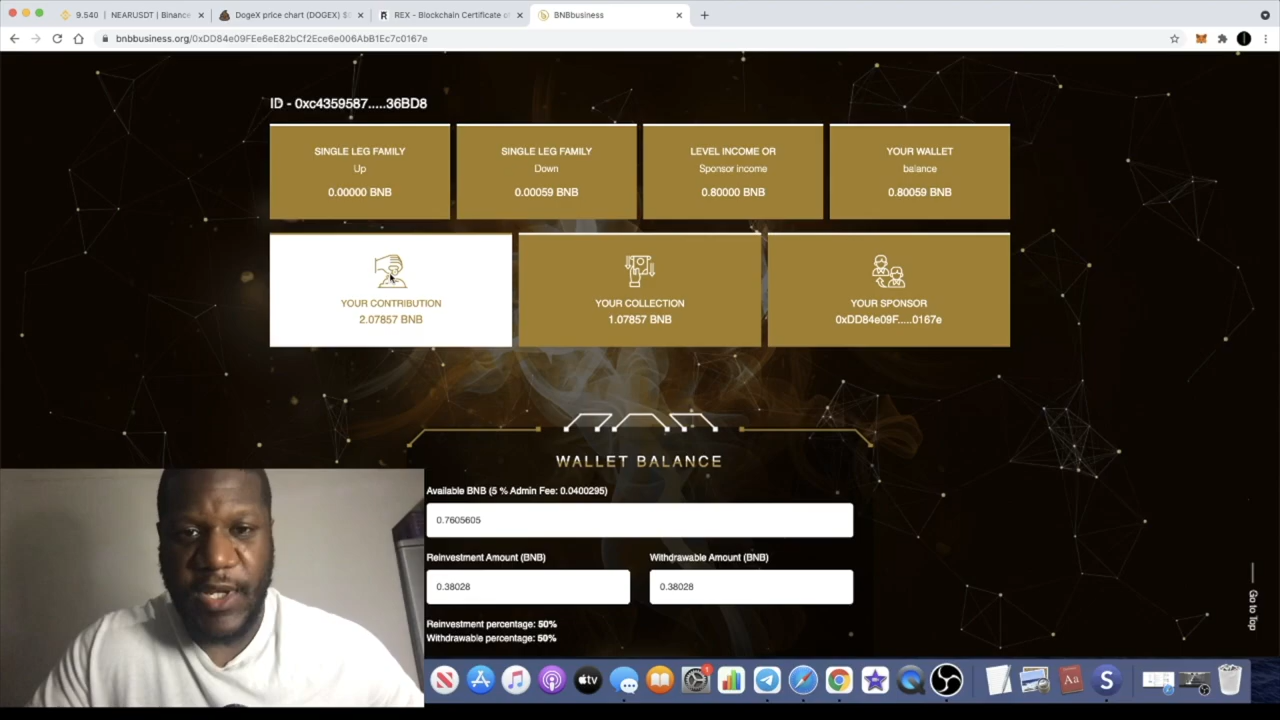 9.540 | NEARUSDT | Binance
DogeX price chart (DOGEX) $
REX - Blockchain Certificate of
BNBbusiness
bnbbusiness.org/0xDD84e09FEe6eE82bCf2Ece6e006AbB1Ec7c0167e
ID - 0xc4359587.....36BD8
SINGLE LEG FAMILY
Up
0.00000 BNB
SINGLE LEG FAMILY
Down
0.00059 BNB
LEVEL INCOME OR
Sponsor income
0.80000 BNB
YOUR WALLET
balance
0.80059 BNB
YOUR CONTRIBUTION
2.07857 BNB
YOUR COLLECTION
1.07857 BNB
YOUR SPONSOR
0xDD84e09F.....0167e
WALLET BALANCE
Available BNB (5 % Admin Fee: 0.0400295)
0.7605605
Reinvestment Amount (BNB)
0.38028
Withdrawable Amount (BNB)
0.38028
Reinvestment percentage: 50%
Withdrawable percentage: 50%
Go to Top
tv
1
Aa
S